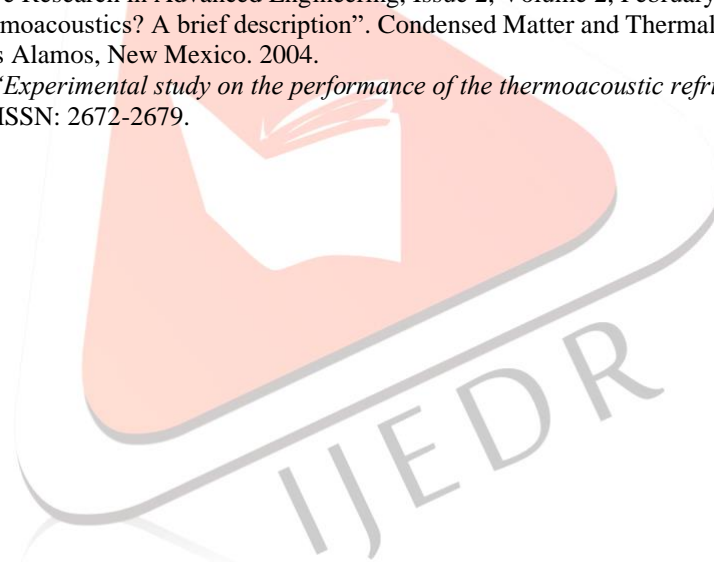 e Research in Advanced Engineering, Issue 2, Volume 2, February
moacoustics? A brief description”. Condensed Matter and Thermal
s Alamos, New Mexico. 2004.
“Experimental study on the performance of the thermoacoustic refri
ISSN: 2672-2679.
IJEDR